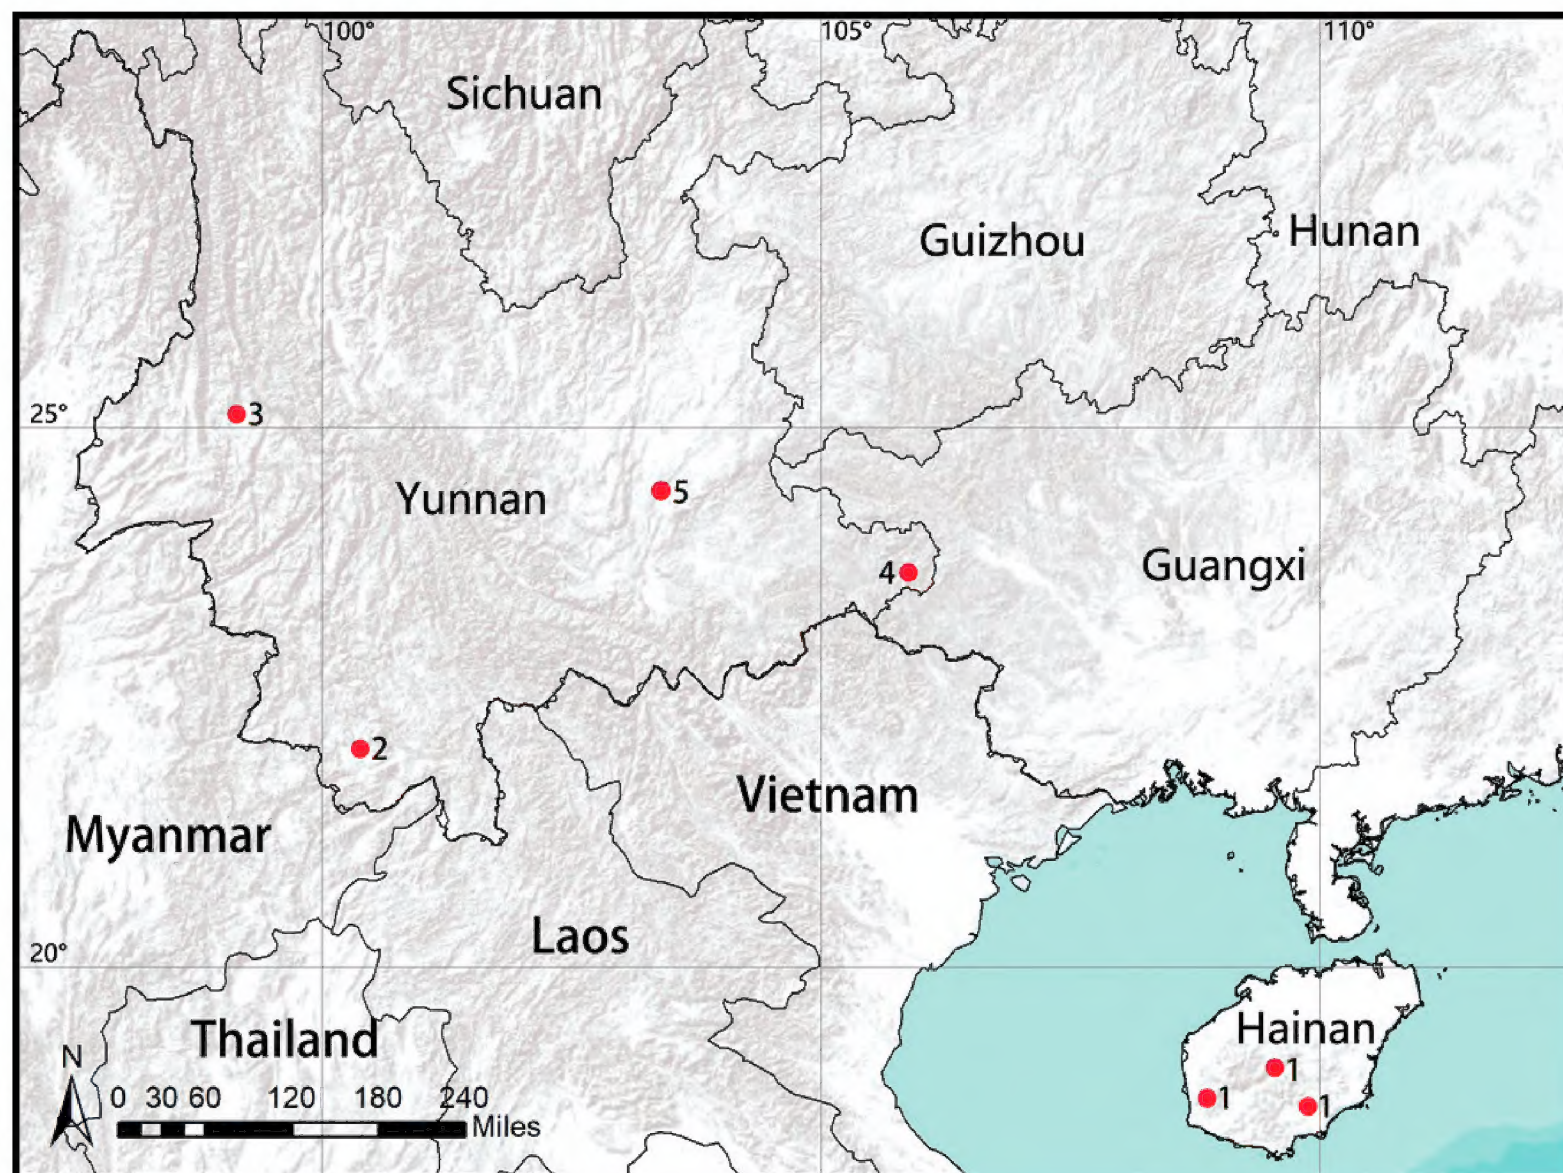 100° 105° 110°
Sichuan
Guizhou
Hunan
25°
3
Yunnan
5
4
Guangxi
2
Vietnam
Myanmar
Laos
20°
Hainan
Thailand
N
1
1
1
0 30 60 120 180 240
Miles